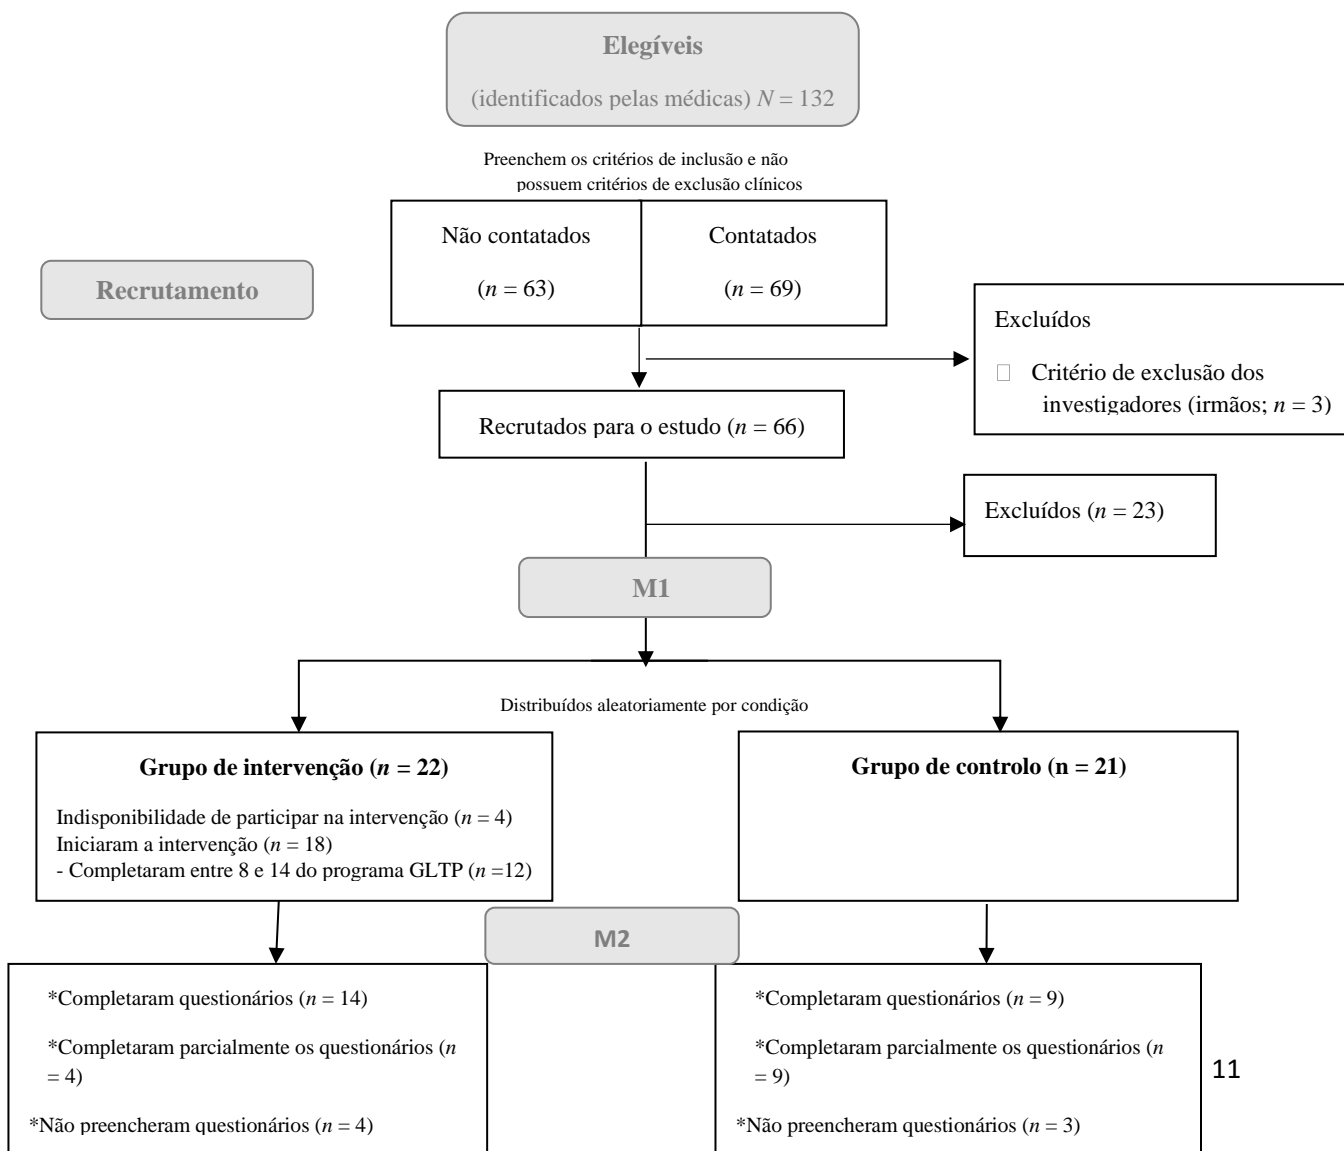 Elegíveis
(identificados pelas médicas) N = 132
Preenchem os critérios de inclusão e não
possuem critérios de exclusão clínicos
Não contatados
(n = 63)
Contatados
(n = 69)
Recrutamento
Excluídos
Critério de exclusão dos
investigadores (irmãos; n = 3)
Recrutados para o estudo (n = 66)
Excluídos (n = 23)
M1
Distribuídos aleatoriamente por condição
Grupo de intervenção (n = 22)
Indisponibilidade de participar na intervenção (n = 4)
Iniciaram a intervenção (n = 18)
- Completaram entre 8 e 14 do programa GLTP (n =12)
Grupo de controlo (n = 21)
M2
*Completaram questionários (n = 14)
*Completaram parcialmente os questionários (n
= 4)
*Não preencheram questionários (n = 4)
*Completaram questionários (n = 9)
*Completaram parcialmente os questionários (n
= 9)
*Não preencheram questionários (n = 3)
11